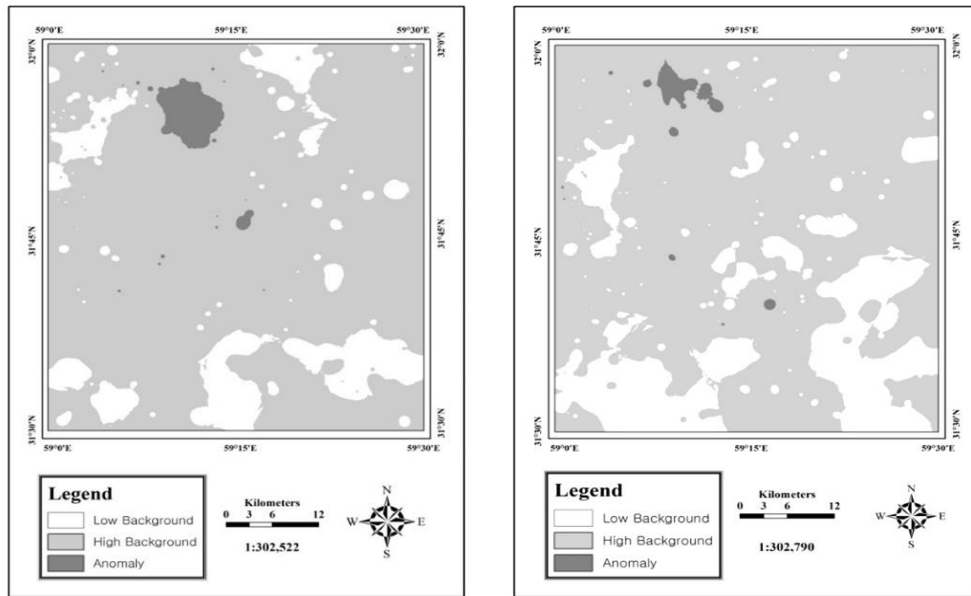 59°0'E 59°15'E 59°30'E
32°0'N 32°0'N
31°45'N 31°45'N
31°30'N 31°30'N
59°0'E 59°15'E 59°30'E
Legend
Low Background
High Background
Anomaly
Kilometers
0 3 6 12
1:302,522
N
W E
S
59°0'E 59°15'E 59°30'E
32°0'N 32°0'N
31°45'N 31°45'N
31°30'N 31°30'N
59°0'E 59°15'E 59°30'E
Legend
Low Background
High Background
Anomaly
Kilometers
0 3 6 12
1:302,790
N
W E
S